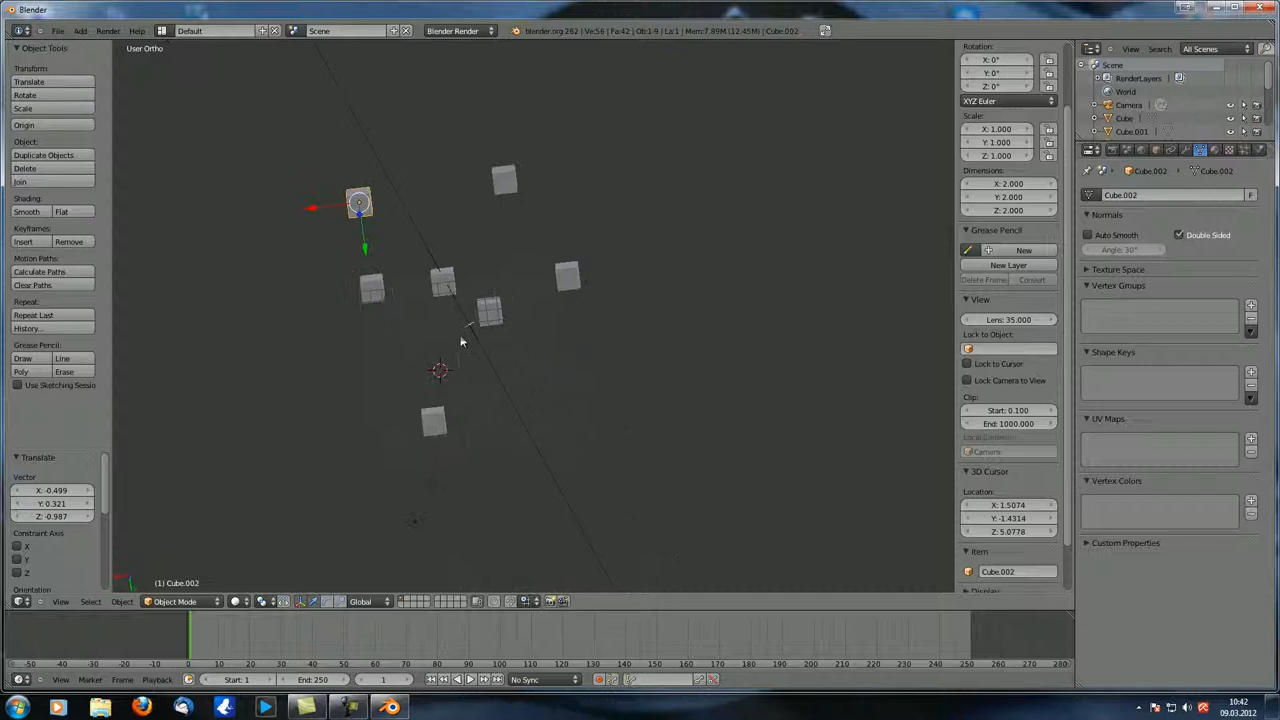 Blender
File Add Render Help Default Scene Blender Render blender.org 262 | Ve:56 | Fa:42 | Ob:1-9 | La:1 | Mem:7.89M (12.45M) | Cube.002
Object Tools
Transform:
Translate
Rotate
Scale
Origin
Object:
Duplicate Objects
Delete
Join
Shading:
Smooth Flat
Keyframes:
Insert Remove
Motion Paths:
Calculate Paths
Clear Paths
Repeat:
Repeat Last
History...
Grease Pencil:
Draw Line
Poly Erase
Use Sketching Sessio
Translate
Vector
X: -0.499
Y: 0.321
Z: -0.987
Constraint Axis
X
Y
Z
Orientation
User Ortho
(1) Cube.002
View Select Object Object Mode Global
Rotation:
X: 0°
Y: 0°
Z: 0°
XYZ Euler
Scale:
X: 1.000
Y: 1.000
Z: 1.000
Dimensions:
X: 2.000
Y: 2.000
Z: 2.000
Grease Pencil
New
New Layer
Delete Frame Convert
View
Lens: 35.000
Lock to Object:
Lock to Cursor
Lock Camera to View
Clip:
Start: 0.100
End: 1000.000
Camera
3D Cursor
Location:
X: 1.5074
Y: -1.4314
Z: 5.0778
Item
Cube.002
View Search All Scenes
Scene
RenderLayers
World
Camera
Cube
Cube.001
Cube.002 Cube.002
Cube.002 F
Normals
Auto Smooth Double Sided
Angle: 30°
Texture Space
Vertex Groups
Shape Keys
UV Maps
Vertex Colors
Custom Properties
-50 -40 -30 -20 -10 0 10 20 30 40 50 60 70 80 90 100 110 120 130 140 150 160 170 180 190 200 210 220 230 240 250 260 270 280
View Marker Frame Playback Start: 1 End: 250 1 No Sync
10:42
09.03.2012